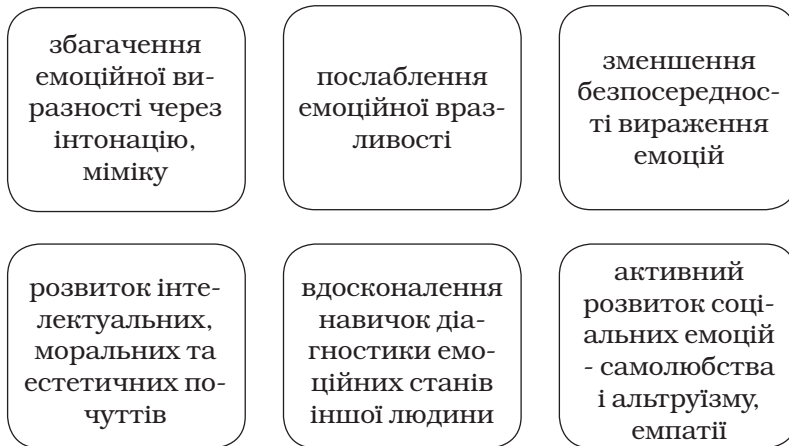 збагачення
емоційної ви-
разності через
інтонацію,
міміку
послаблення
емоційної враз-
ливості
зменшення
безпосереднос-
ті вираження
емоцій
розвиток інте-
лектуальних,
моральних та
естетичних по-
чуттів
вдосконалення
навичок діа-
гностики емо-
ційних станів
іншої людини
активний
розвиток соці-
альних емоцій
- самолюбства
і альтруїзму,
емпатії